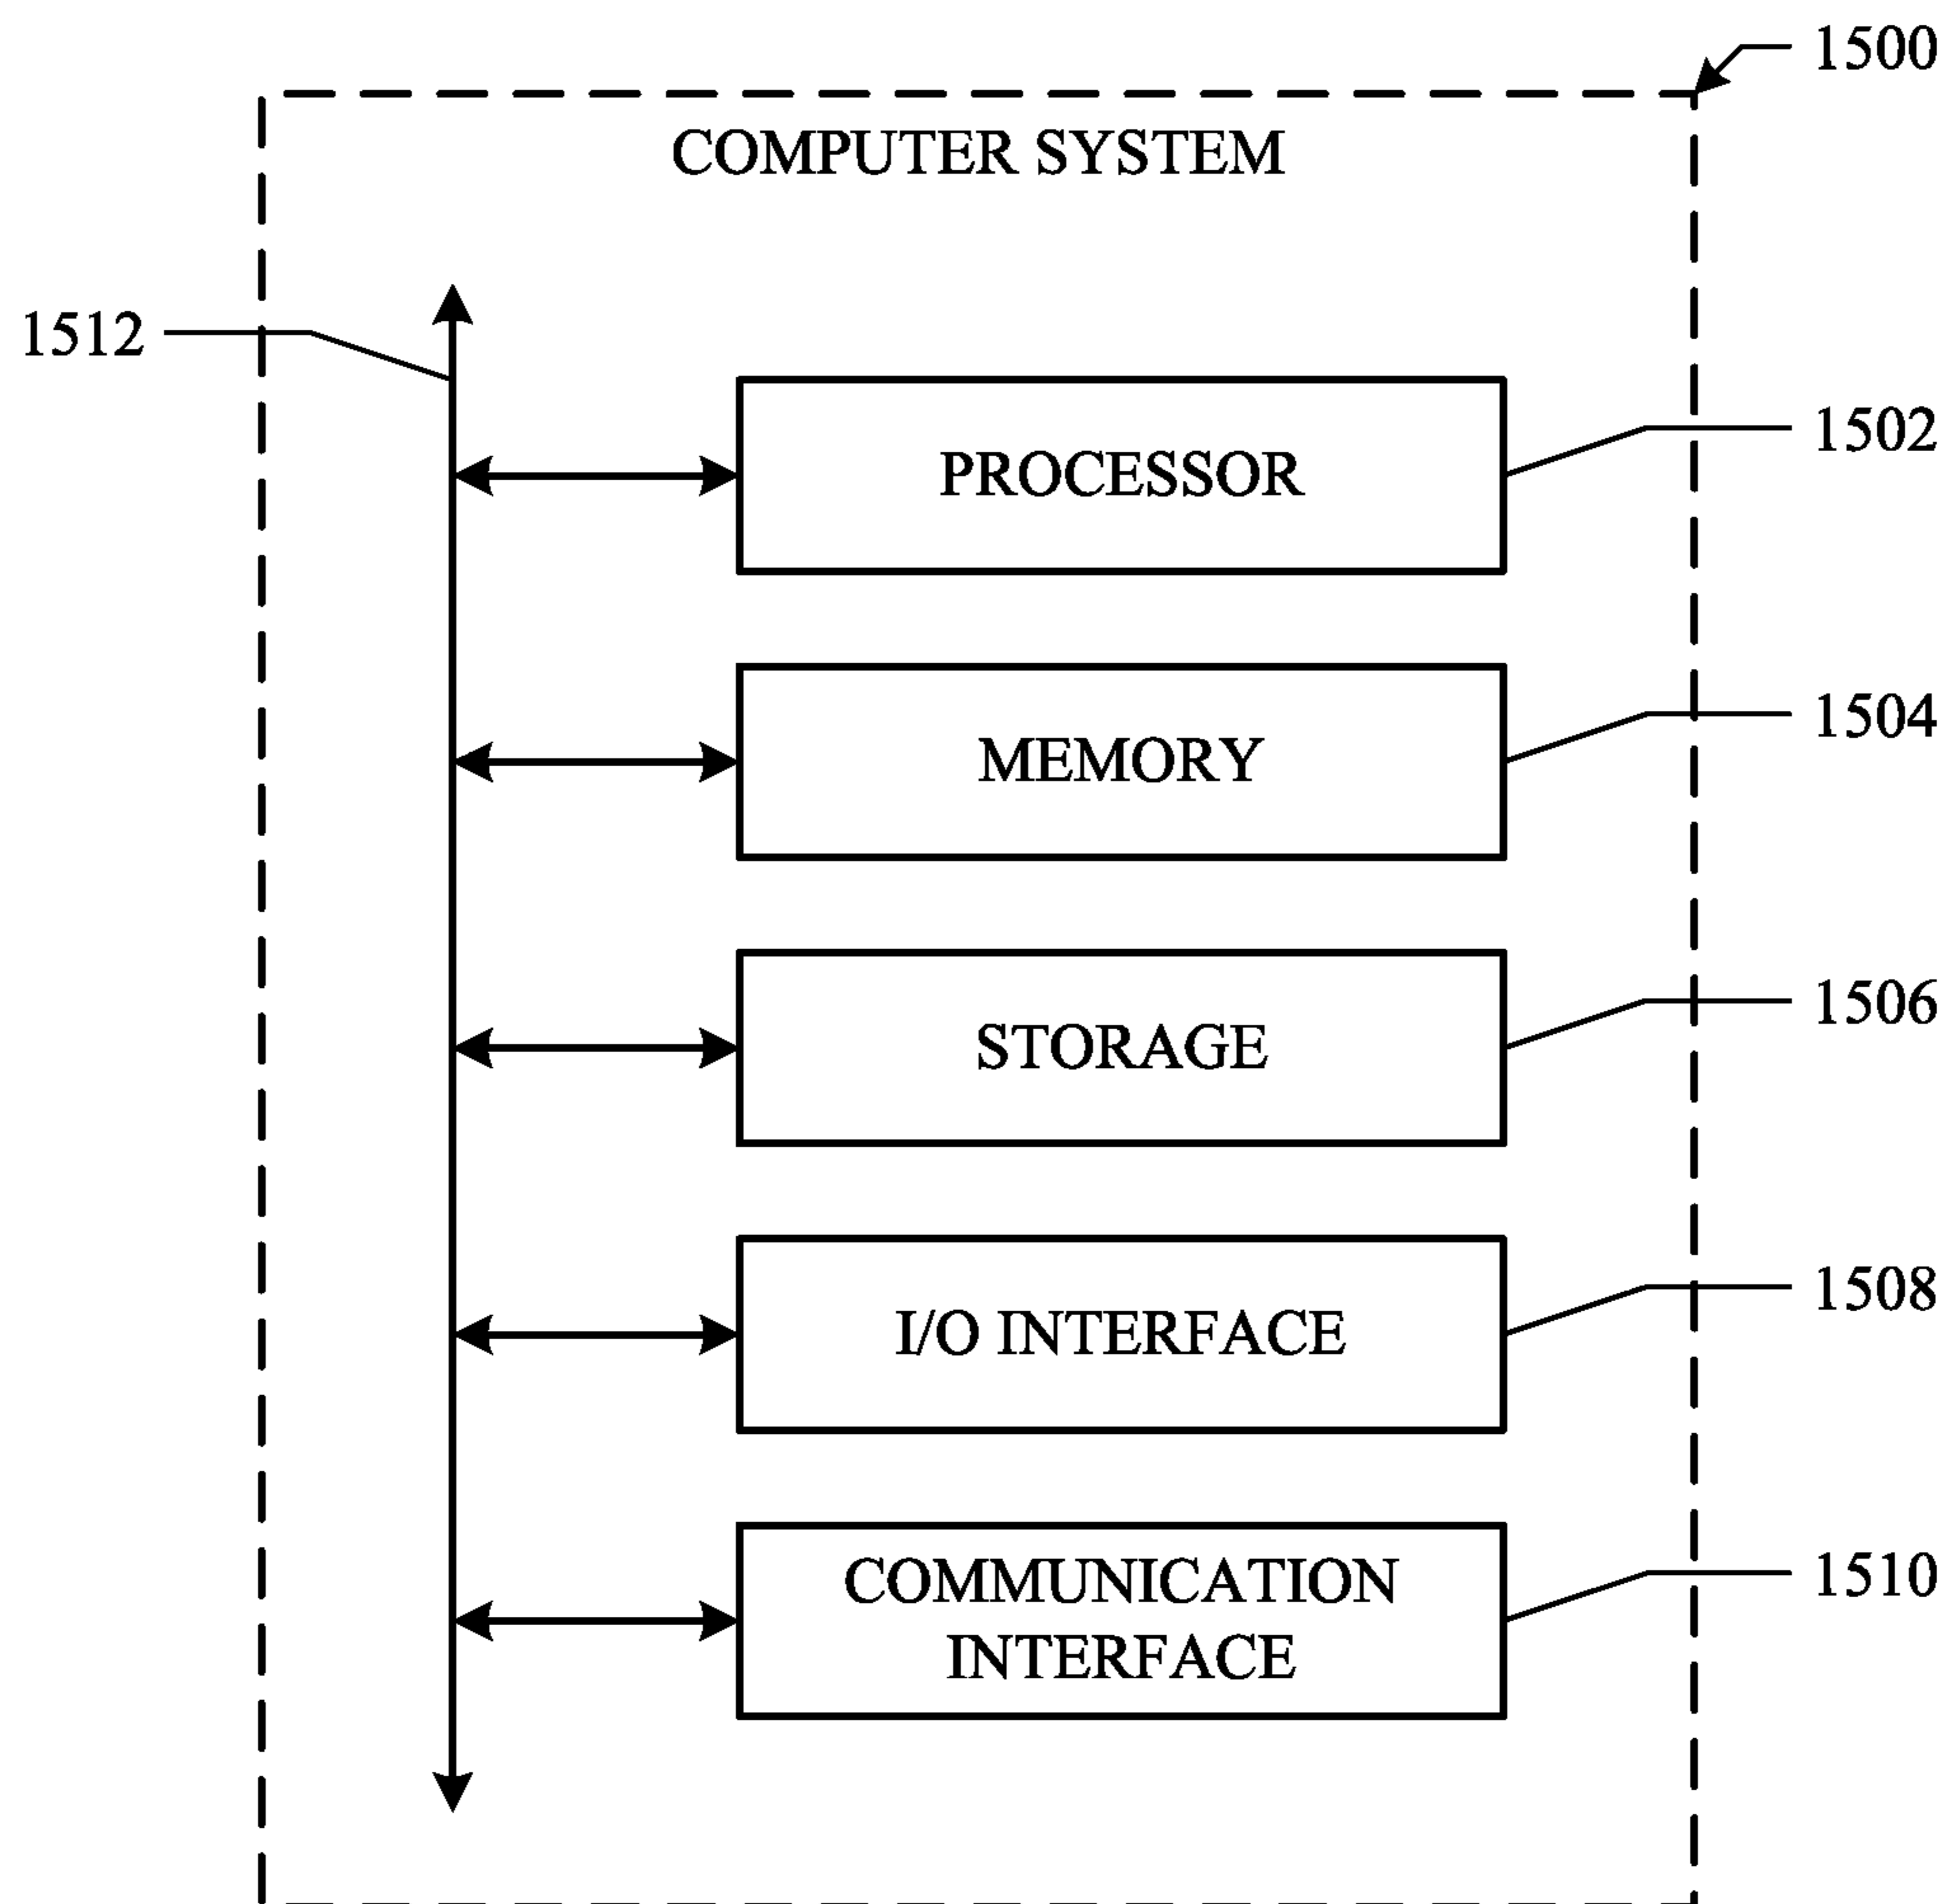 1500
COMPUTER SYSTEM
1512
1502
PROCESSOR
1504
MEMORY
1506
STORAGE
1508
I/O INTERFACE
1510
COMMUNICATION
INTERFACE